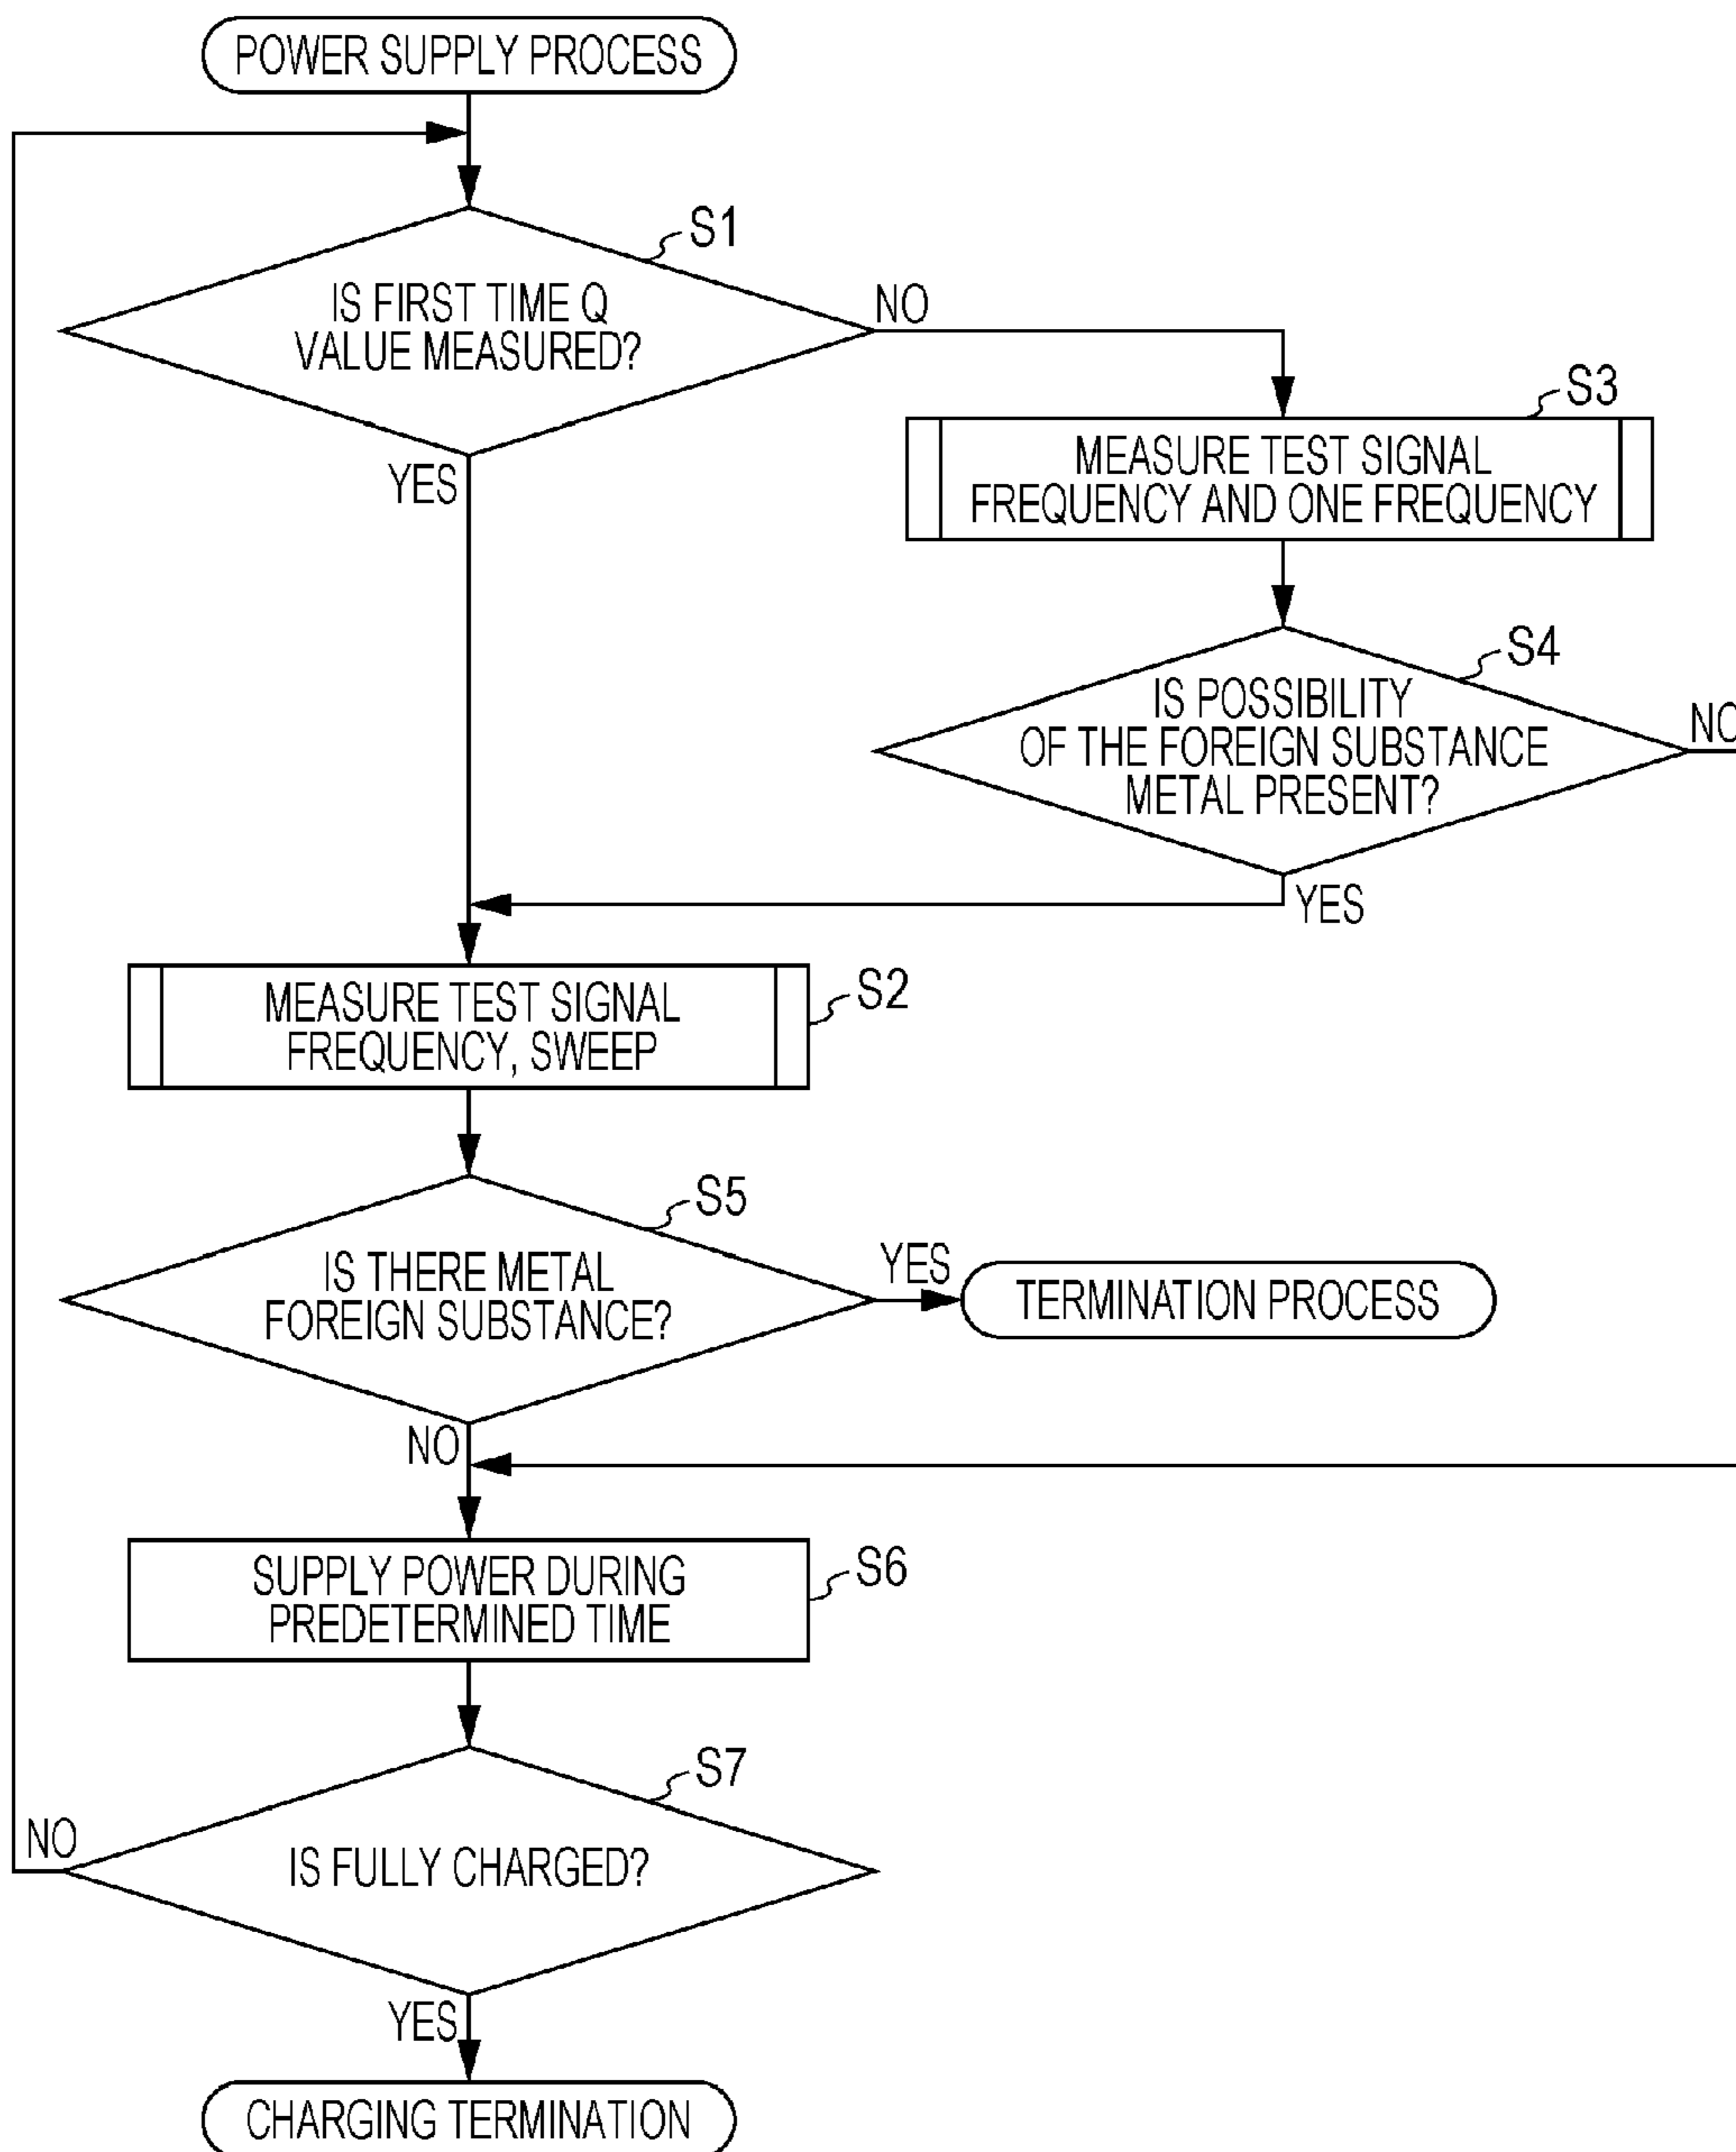 POWER SUPPLY PROCESS
S1
IS FIRST TIME Q
VALUE MEASURED?
NO
YES
S3
MEASURE TEST SIGNAL
FREQUENCY AND ONE FREQUENCY
S4
IS POSSIBILITY
OF THE FOREIGN SUBSTANCE
METAL PRESENT?
NO
YES
S2
MEASURE TEST SIGNAL
FREQUENCY, SWEEP
S5
IS THERE METAL
FOREIGN SUBSTANCE?
YES
TERMINATION PROCESS
NO
S6
SUPPLY POWER DURING
PREDETERMINED TIME
S7
IS FULLY CHARGED?
NO
YES
CHARGING TERMINATION